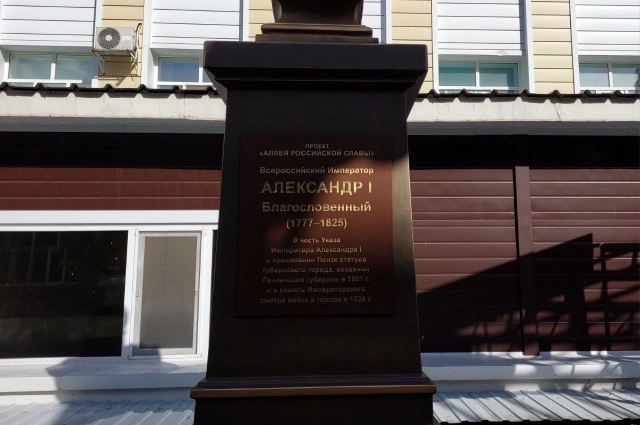 ПРОЕКТ
«АЛЛЕЯ РОССИЙСКОЙ СЛАВЫ»
Всероссийский Император
АЛЕКСАНДР I
Благословенный
(1777–1825)
В честь Указа
Императора Александра I
о присвоении Пензе статуса
губернского города, создании
Пензенской губернии в 1801 г.
и в память Императорского
смотра войск в городе в 1824 г.